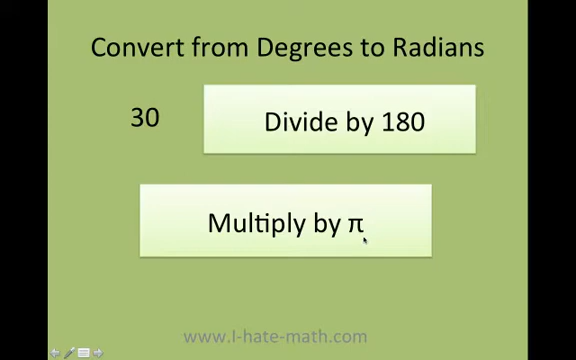 Convert from Degrees to Radians
30
Divide by 180
Multiply by π
www.I-hate-math.com